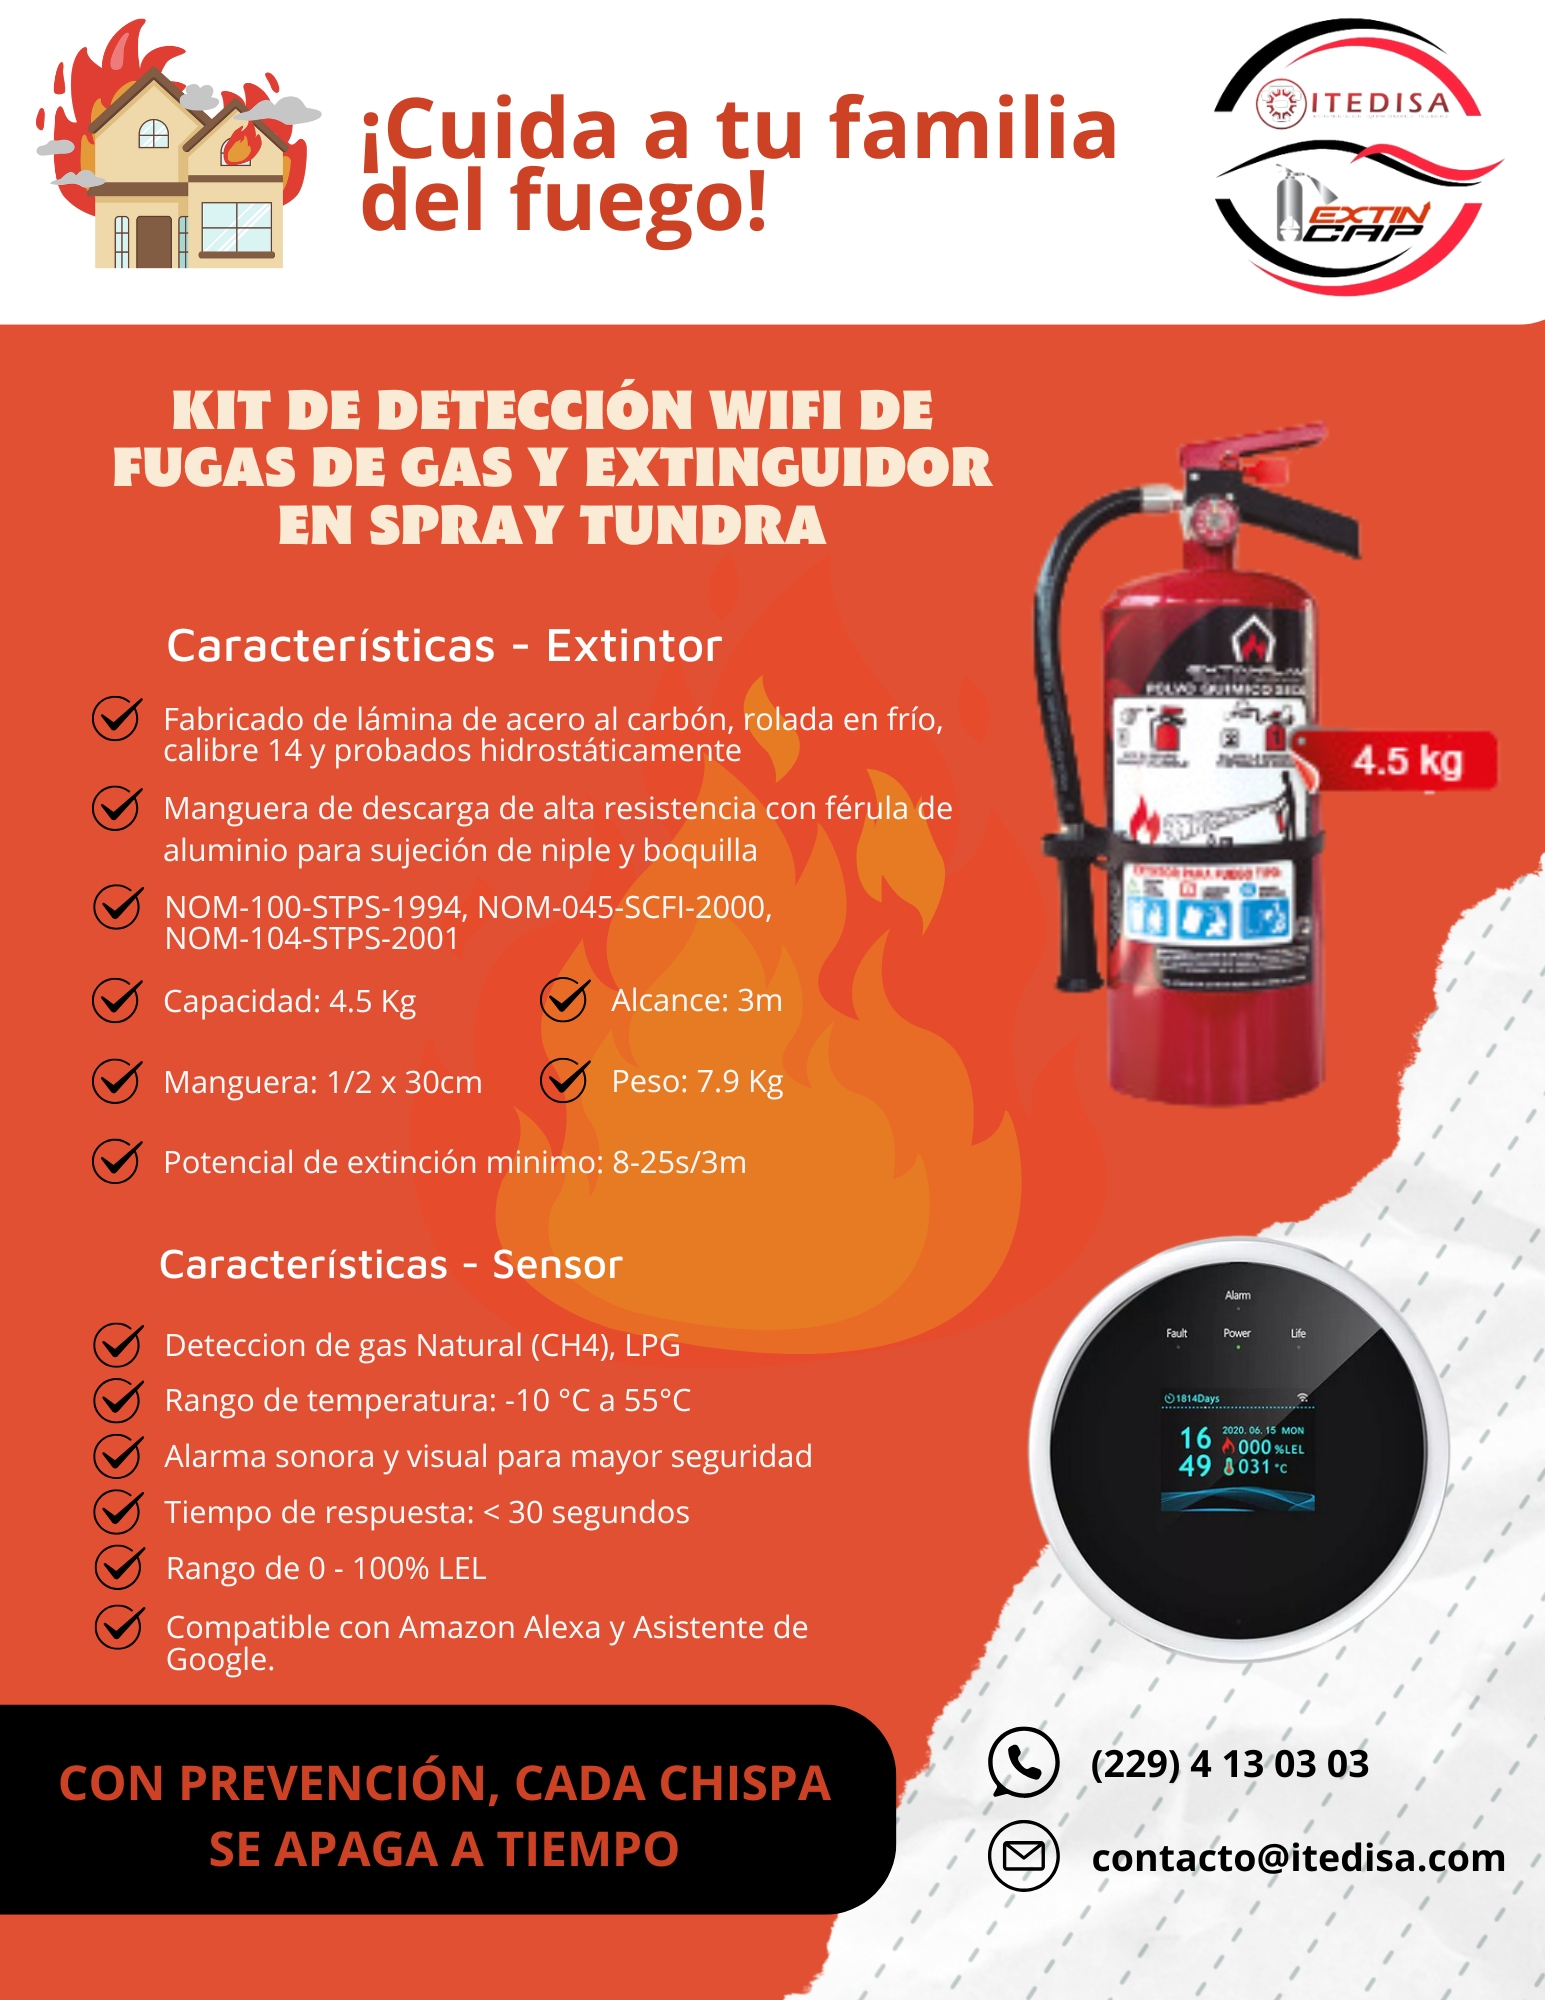 ¡Cuida a tu familia
del fuego!
ITEDISA
EXTIN
CAP
KIT DE DETECCIÓN WIFI DE
FUGAS DE GAS Y EXTINGUIDOR
EN SPRAY TUNDRA
Características - Extintor
Fabricado de lámina de acero al carbón, rolada en frío,
calibre 14 y probados hidrostáticamente
Manguera de descarga de alta resistencia con férula de
aluminio para sujeción de niple y boquilla
NOM-100-STPS-1994, NOM-045-SCFI-2000,
NOM-104-STPS-2001
Capacidad: 4.5 Kg
Alcance: 3m
Manguera: 1/2 x 30cm
Peso: 7.9 Kg
Potencial de extinción minimo: 8-25s/3m
POLVO QUIMICO SECO
4.5 kg
EXTINTOR PARA FUEGO TIPO:
Características - Sensor
Deteccion de gas Natural (CH4), LPG
Rango de temperatura: -10 °C a 55°C
Alarma sonora y visual para mayor seguridad
Tiempo de respuesta: < 30 segundos
Rango de 0 - 100% LEL
Compatible con Amazon Alexa y Asistente de
Google.
Alarm
Fault Power Life
1814Days
2020. 06. 15 MON
16 000 %LEL
49 031 °C
CON PREVENCIÓN, CADA CHISPA
SE APAGA A TIEMPO
(229) 4 13 03 03
contacto@itedisa.com